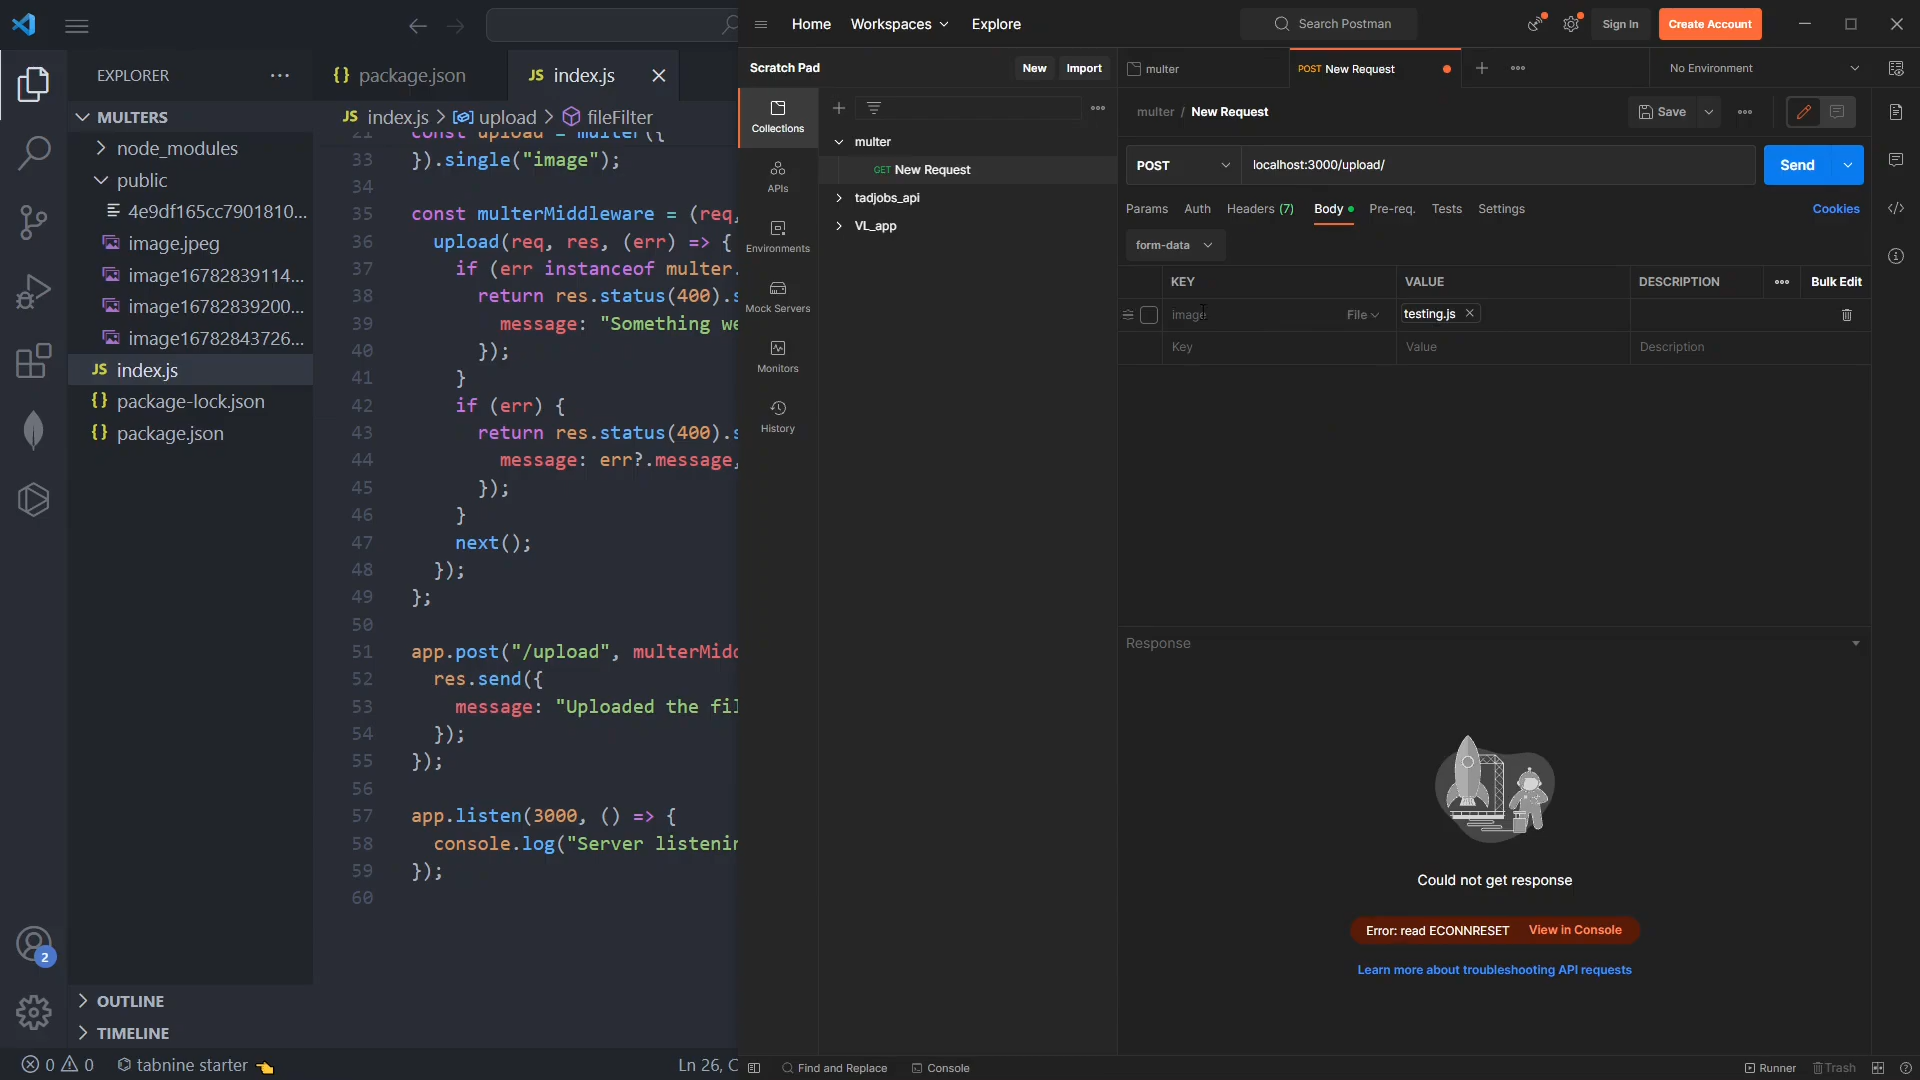 EXPLORER
MULTERS
node_modules
public
4e9df165cc7901810...
image.jpeg
image16782839114...
image16782839200...
image16782843726...
index.js
package-lock.json
package.json
OUTLINE
TIMELINE
2
0 0 tabnine starter
Ln 26, C
package.json
JS index.js
JS index.js > upload > fileFilter
21 const upload = multer({
33 }).single("image");
34
35 const multerMiddleware = (req,
36 upload(req, res, (err) => {
37 if (err instanceof multer.
38 return res.status(400).s
39 message: "Something we
40 });
41 }
42 if (err) {
43 return res.status(400).s
44 message: err?.message,
45 });
46 }
47 next();
48 });
49 };
50
51 app.post("/upload", multerMidd
52 res.send({
53 message: "Uploaded the fil
54 });
55 });
56
57 app.listen(3000, () => {
58 console.log("Server listenin
59 });
60
Home Workspaces Explore
Search Postman
Sign In
Create Account
Scratch Pad
New Import
Collections
APIs
Environments
Mock Servers
Monitors
History
multer
GET New Request
tadjobs_api
VL_app
multer
POST New Request
No Environment
multer / New Request
Save
POST localhost:3000/upload/
Send
Params Auth Headers (7) Body Pre-req. Tests Settings
Cookies
form-data
KEY VALUE DESCRIPTION Bulk Edit
image File testing.js
Key Value Description
Response
Could not get response
Error: read ECONNRESET View in Console
Learn more about troubleshooting API requests
Find and Replace Console
Runner Trash